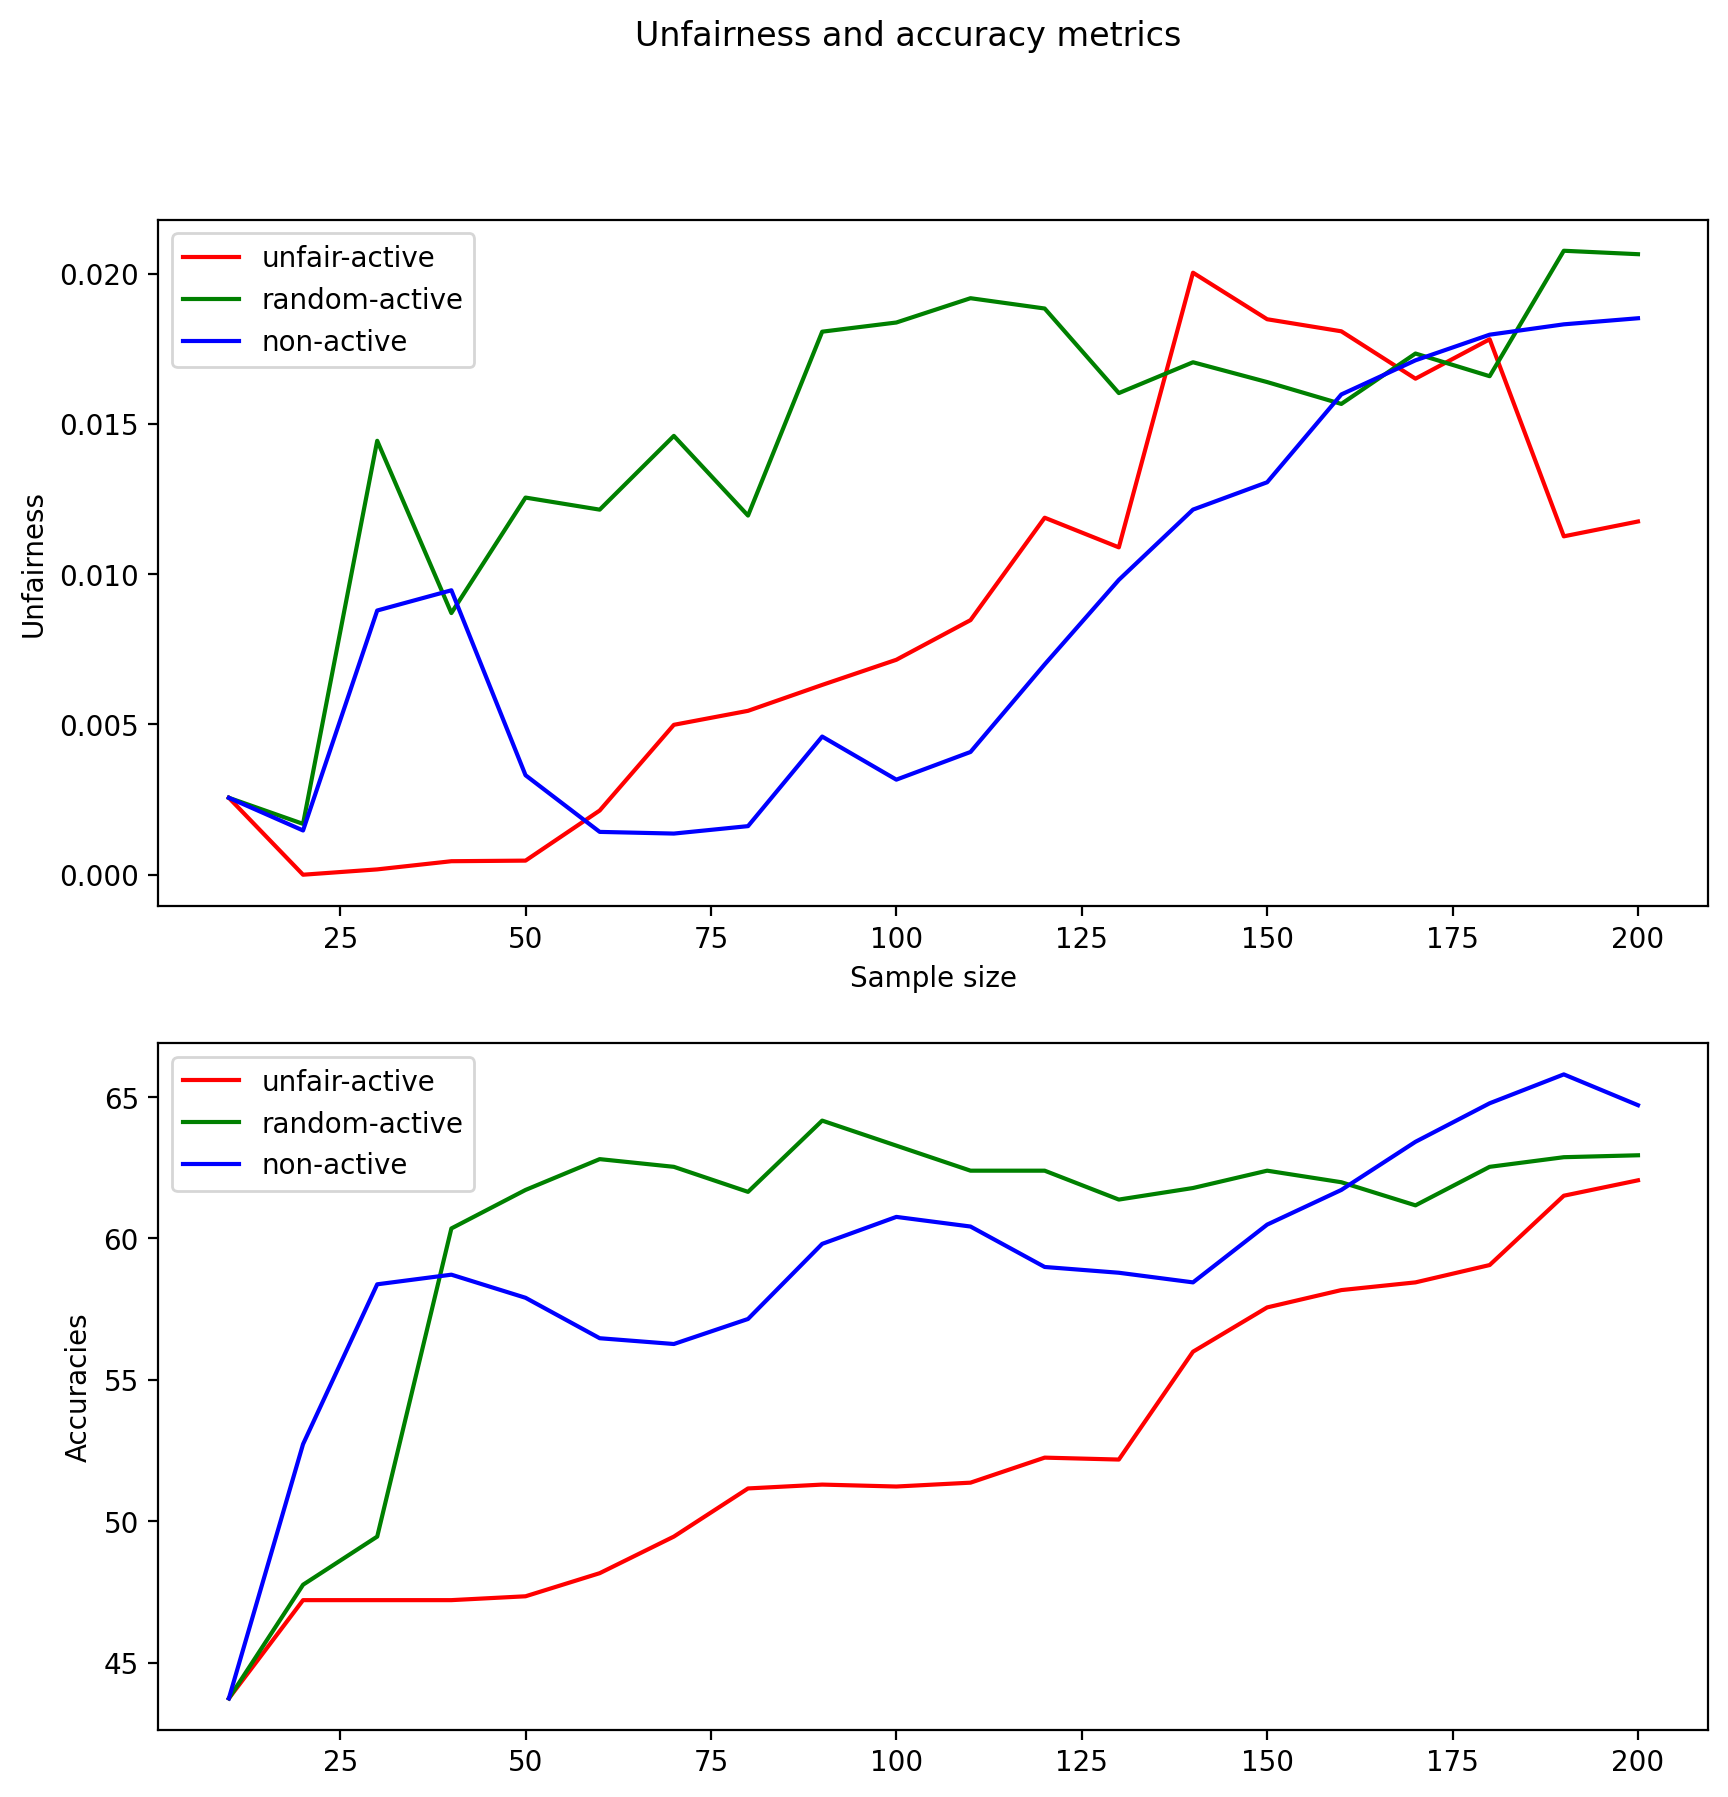 Unfairness and accuracy metrics
unfair-active
random-active
non-active
0.020
0.015
0.010
0.005
0.000
Unfairness
25 50 75 100 125 150 175 200
Sample size
unfair-active
random-active
non-active
65
60
55
50
45
Accuracies
25 50 75 100 125 150 175 200